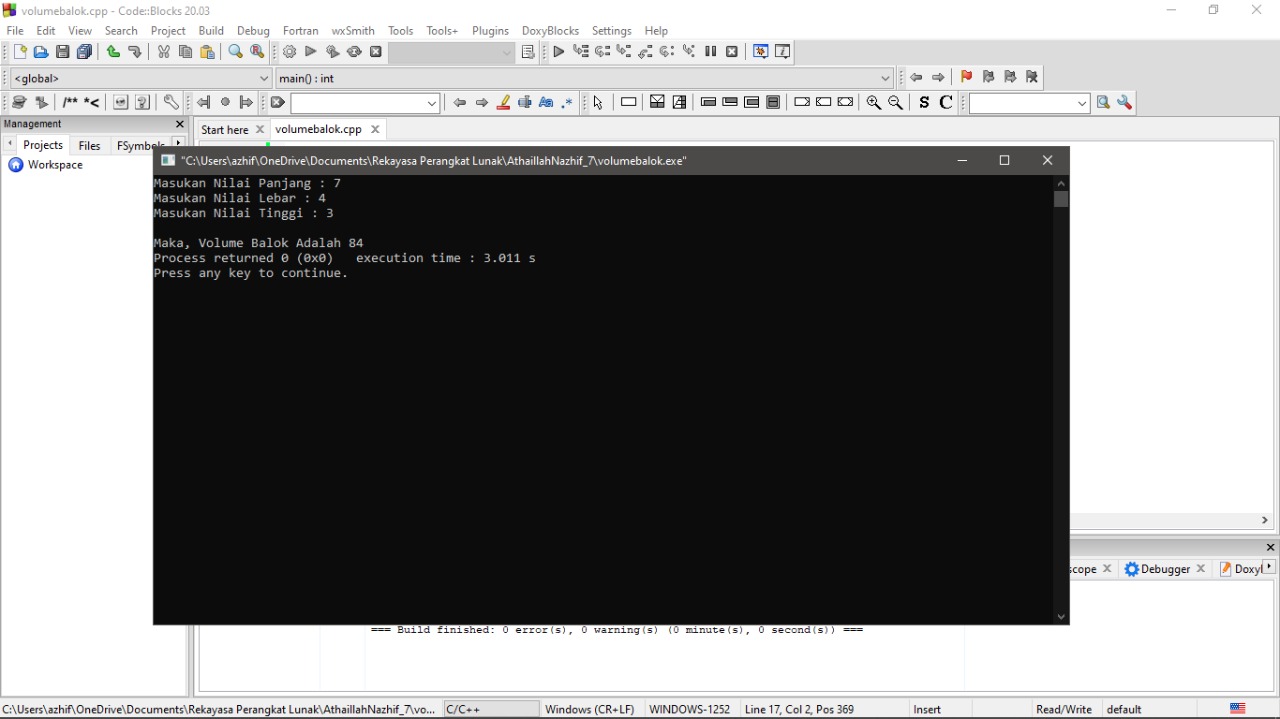 volumebalok.cpp - Code::Blocks 20.03
File Edit View Search Project Build Debug Fortran wxSmith Tools Tools+ Plugins DoxyBlocks Settings Help
<global> main() : int
/** *<
Aa .*
S C
Management
Start here volumebalok.cpp
Projects Files FSymbols
Workspace
"C:\Users\azhif\OneDrive\Documents\Rekayasa Perangkat Lunak\AthaillahNazhif_7\volumebalok.exe"
Masukan Nilai Panjang : 7
Masukan Nilai Lebar : 4
Masukan Nilai Tinggi : 3
Maka, Volume Balok Adalah 84
Process returned 0 (0x0) execution time : 3.011 s
Press any key to continue.
scope Debugger Doxyl
=== Build finished: 0 error(s), 0 warning(s) (0 minute(s), 0 second(s)) ===
C:\Users\azhif\OneDrive\Documents\Rekayasa Perangkat Lunak\AthaillahNazhif_7\vo... C/C++ Windows (CR+LF) WINDOWS-1252 Line 17, Col 2, Pos 369 Insert Read/Write default